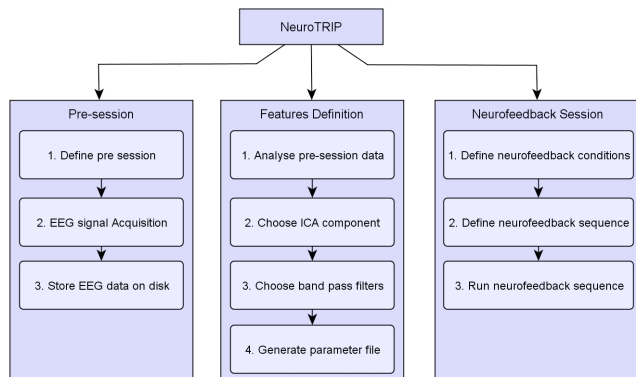 NeuroTRIP
Pre-session
1. Define pre session
2. EEG signal Acquisition
3. Store EEG data on disk
Features Definition
1. Analyse pre-session data
2. Choose ICA component
3. Choose band pass filters
4. Generate parameter file
Neurofeedback Session
1. Define neurofeedback conditions
2. Define neurofeedback sequence
3. Run neurofeedback sequence